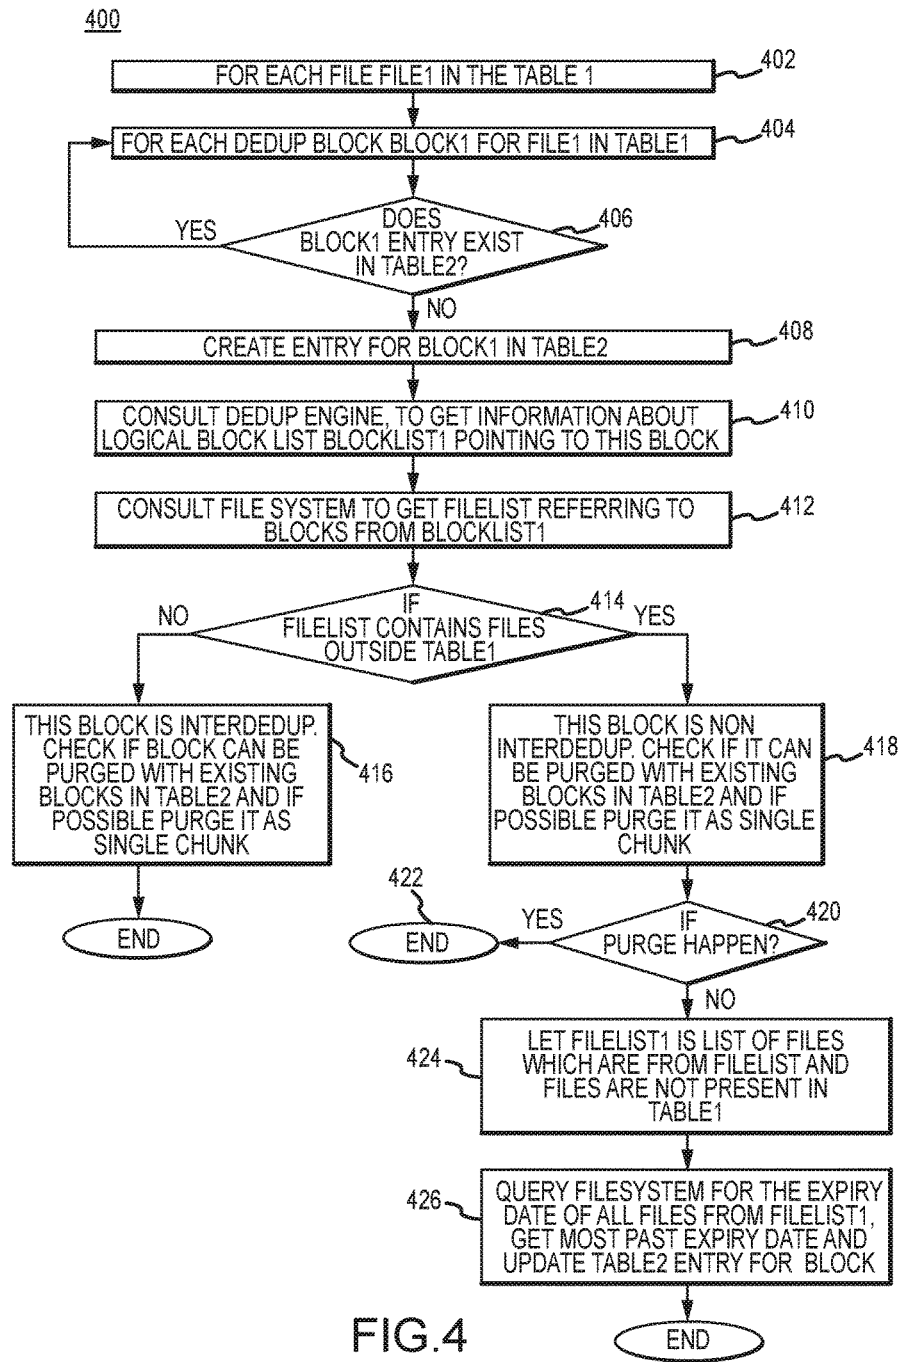 400
FOR EACH FILE FILE1 IN THE TABLE 1
402
FOR EACH DEDUP BLOCK BLOCK1 FOR FILE1 IN TABLE1
404
DOES
BLOCK1 ENTRY EXIST
IN TABLE2?
406
YES
NO
CREATE ENTRY FOR BLOCK1 IN TABLE2
408
CONSULT DEDUP ENGINE, TO GET INFORMATION ABOUT
LOGICAL BLOCK LIST BLOCKLIST1 POINTING TO THIS BLOCK
410
CONSULT FILE SYSTEM TO GET FILELIST REFERRING TO
BLOCKS FROM BLOCKLIST1
412
IF
FILELIST CONTAINS FILES
OUTSIDE TABLE1
414
NO
YES
THIS BLOCK IS INTERDEDUP.
CHECK IF BLOCK CAN BE
PURGED WITH EXISTING
BLOCKS IN TABLE2 AND IF
POSSIBLE PURGE IT AS
SINGLE CHUNK
416
END
THIS BLOCK IS NON
INTERDEDUP. CHECK IF IT CAN
BE PURGED WITH EXISTING
BLOCKS IN TABLE2 AND IF
POSSIBLE PURGE IT AS SINGLE
CHUNK
418
IF
PURGE HAPPEN?
420
YES
422
END
NO
LET FILELIST1 IS LIST OF FILES
WHICH ARE FROM FILELIST AND
FILES ARE NOT PRESENT IN
TABLE1
424
QUERY FILESYSTEM FOR THE EXPIRY
DATE OF ALL FILES FROM FILELIST1,
GET MOST PAST EXPIRY DATE AND
UPDATE TABLE2 ENTRY FOR BLOCK
426
END
FIG.4